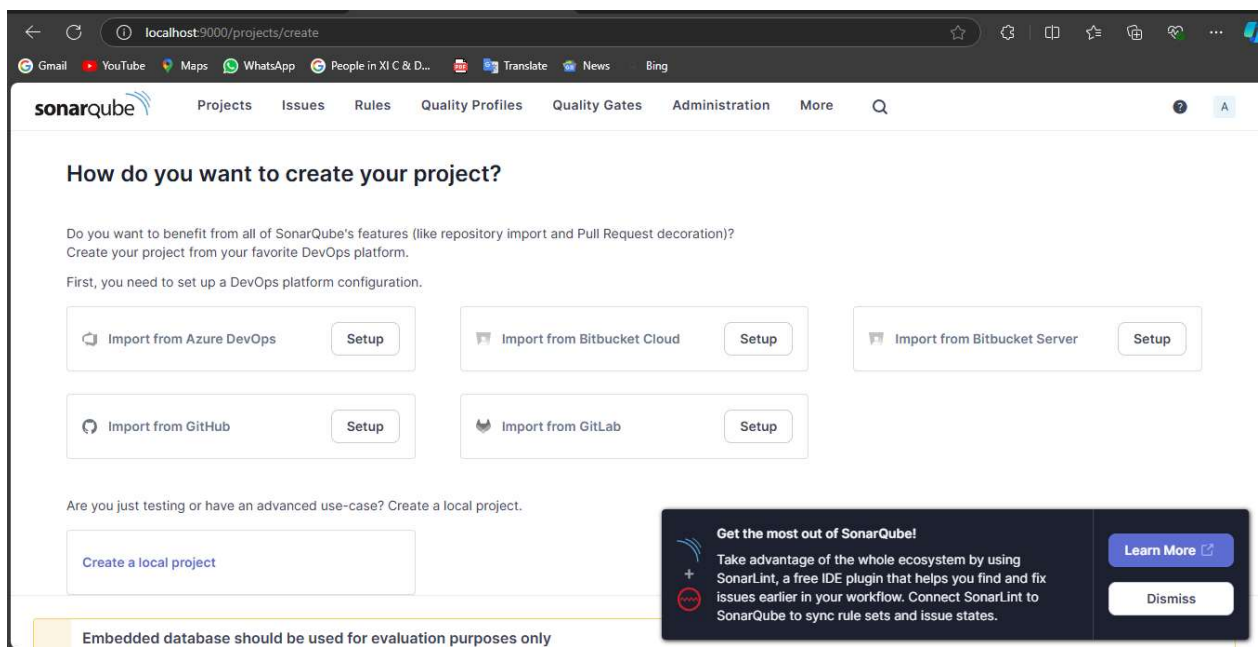 localhost:9000/projects/create
Gmail YouTube Maps WhatsApp People in XI C & D... Translate News Bing
sonarqube Projects Issues Rules Quality Profiles Quality Gates Administration More A
How do you want to create your project?
Do you want to benefit from all of SonarQube's features (like repository import and Pull Request decoration)?
Create your project from your favorite DevOps platform.
First, you need to set up a DevOps platform configuration.
Import from Azure DevOps Setup Import from Bitbucket Cloud Setup Import from Bitbucket Server Setup
Import from GitHub Setup Import from GitLab Setup
Are you just testing or have an advanced use-case? Create a local project.
Create a local project
Get the most out of SonarQube!
Take advantage of the whole ecosystem by using
SonarLint, a free IDE plugin that helps you find and fix
issues earlier in your workflow. Connect SonarLint to
SonarQube to sync rule sets and issue states.
Learn More
Dismiss
Embedded database should be used for evaluation purposes only